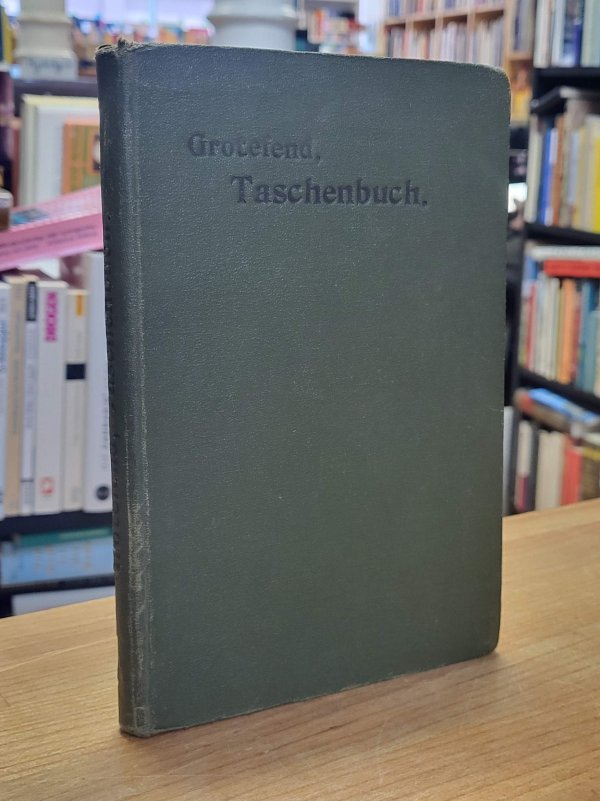 Grotefend,
Taschenbuch.